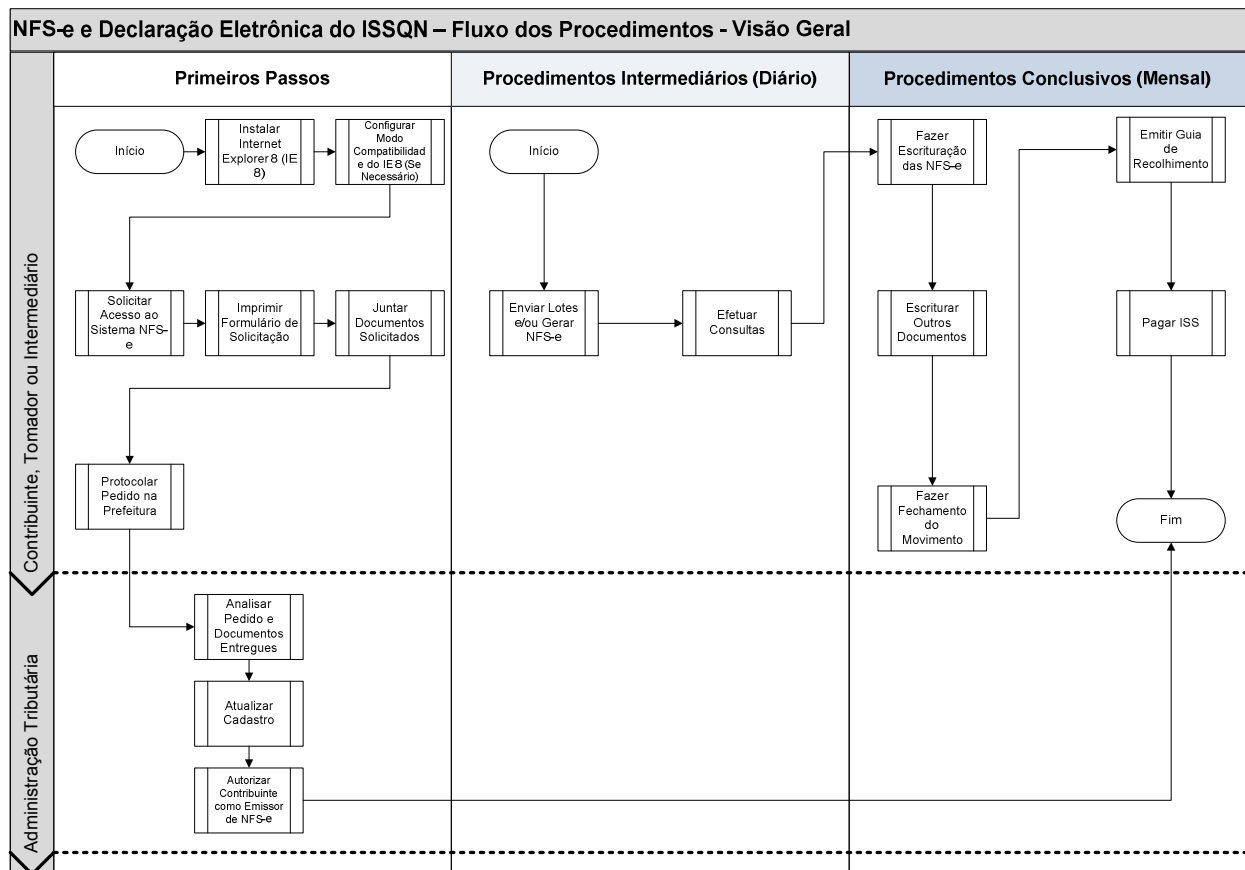 NFS-e e Declaração Eletrônica do ISSQN – Fluxo dos Procedimentos - Visão Geral
Primeiros Passos
Procedimentos Intermediários (Diário)
Procedimentos Conclusivos (Mensal)
Contribuinte, Tomador ou Intermediário
Início
Instalar
Internet
Explorer 8 (IE
8)
Configurar
Modo
Compatibilidad
e do IE 8 (Se
Necessário)
Solicitar
Acesso ao
Sistema NFS-
e
Imprimir
Formulário de
Solicitação
Juntar
Documentos
Solicitados
Protocolar
Pedido na
Prefeitura
Início
Enviar Lotes
e/ou Gerar
NFS-e
Efetuar
Consultas
Fazer
Escrituração
das NFS-e
Escriturar
Outros
Documentos
Fazer
Fechamento
do
Movimento
Emitir Guia
de
Recolhimento
Pagar ISS
Fim
Administração Tributária
Analisar
Pedido e
Documentos
Entregues
Atualizar
Cadastro
Autorizar
Contribuinte
como Emissor
de NFS-e